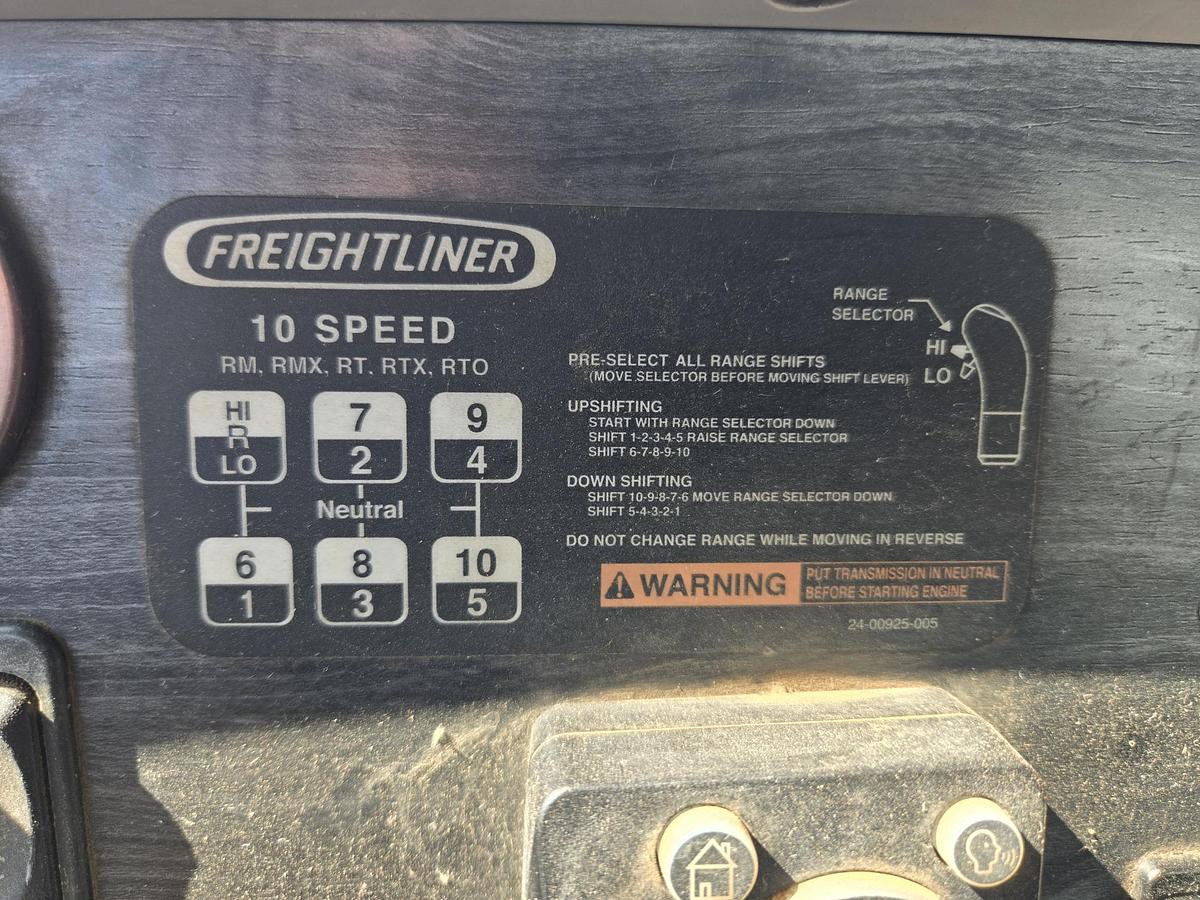 FREIGHTLINER
10 SPEED
RM, RMX, RT, RTX, RTO
HI
R
LO
7
2
9
4
Neutral
6
1
8
3
10
5
RANGE
SELECTOR
HI
LO
PRE-SELECT ALL RANGE SHIFTS
(MOVE SELECTOR BEFORE MOVING SHIFT LEVER)
UPSHIFTING
START WITH RANGE SELECTOR DOWN
SHIFT 1-2-3-4-5 RAISE RANGE SELECTOR
SHIFT 6-7-8-9-10
DOWN SHIFTING
SHIFT 10-9-8-7-6 MOVE RANGE SELECTOR DOWN
SHIFT 5-4-3-2-1
DO NOT CHANGE RANGE WHILE MOVING IN REVERSE
WARNING
PUT TRANSMISSION IN NEUTRAL
BEFORE STARTING ENGINE
24-00925-005